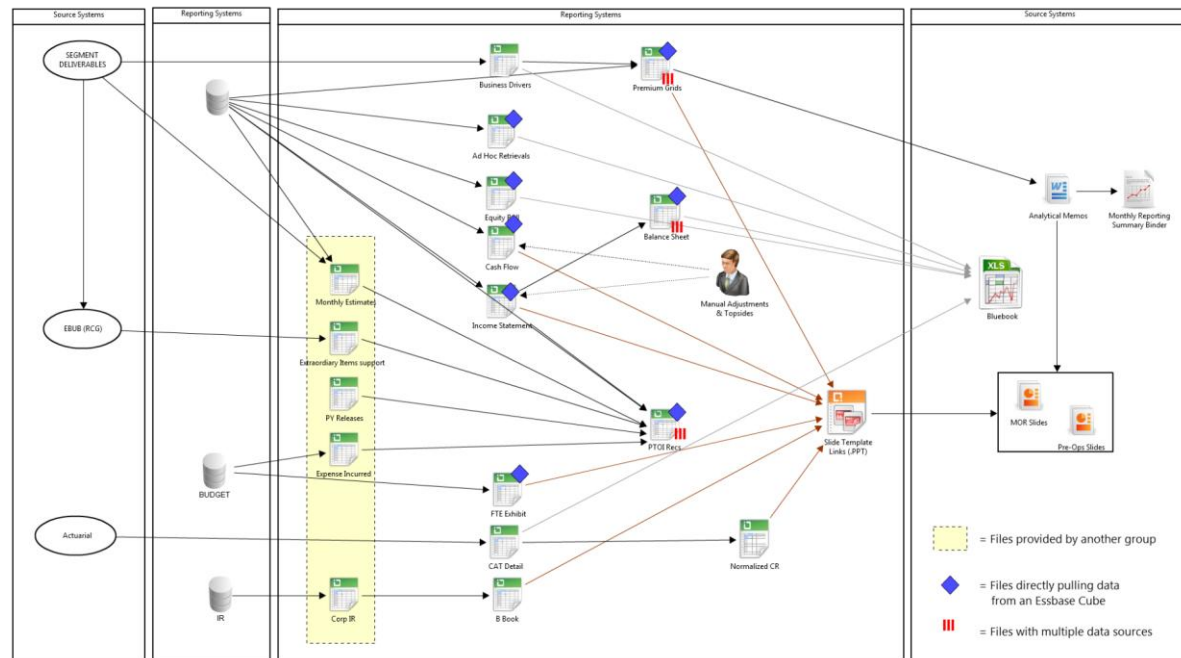 Source Systems
Reporting Systems
Reporting Systems
Source Systems
SEGMENT
DELIVERABLES
Business Drivers
Premium Grids
Ad Hoc Retrievals
Equity
Cash Flow
Balance Sheet
Analytical Memos
Monthly Reporting
Summary Binder
XLS
Bluebook
Monthly Estimates
Income Statement
Manual Adjustments
& Topsides
EBUB (RCG)
Extraordiary Items support
PY Releases
PTOI Recs
Slide Template
Links (.PPT)
MOR Slides
Pre-Ops Slides
Expense Incurred
BUDGET
FTE Exhibit
Actuarial
CAT Detail
Normalized CR
IR
Corp IR
B Book
= Files provided by another group
= Files directly pulling data
from an Essbase Cube
= Files with multiple data sources